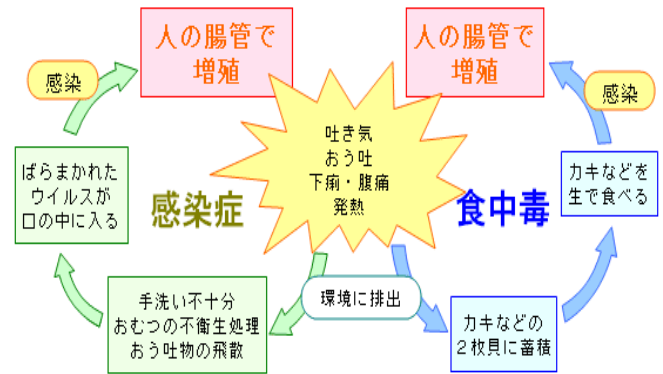 人の腸管で
増殖
人の腸管で
増殖
感染
感染
吐き気
おう吐
下痢・腹痛
発熱
ばらまかれた
ウイルスが
口の中に入る
感染症
食中毒
カキなどを
生で食べる
手洗い不十分
おむつの不衛生処理
おう吐物の飛散
環境に排出
カキなどの
2枚貝に蓄積